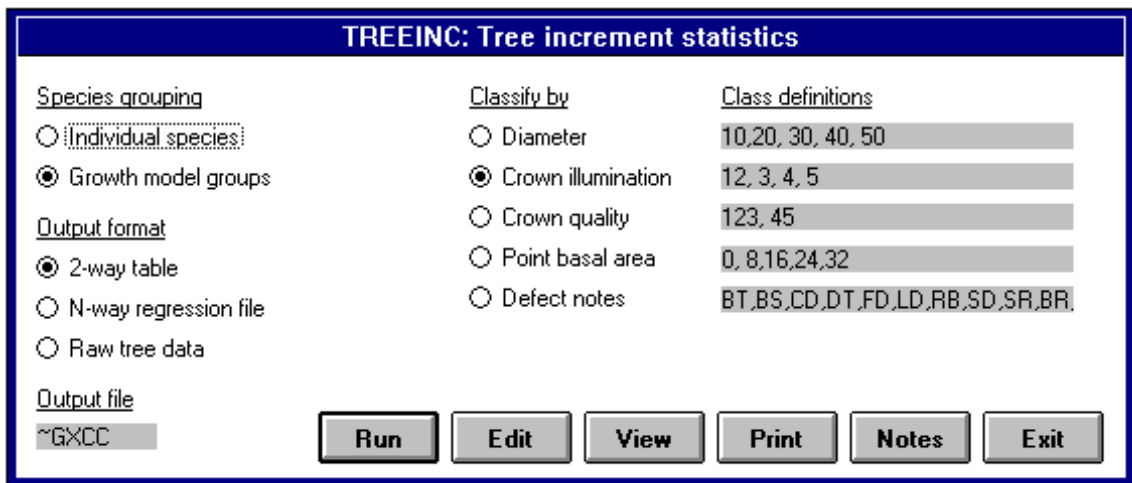 TREEINC: Tree increment statistics
Species grouping
Individual species
Growth model groups
Output format
2-way table
N-way regression file
Raw tree data
Output file
~GXCC
Classify by
Diameter
Crown illumination
Crown quality
Point basal area
Defect notes
Class definitions
10,20, 30, 40, 50
12, 3, 4, 5
123, 45
0, 8,16,24,32
BT,BS,CD,DT,FD,LD,RB,SD,SR,BR,
Run Edit View Print Notes Exit